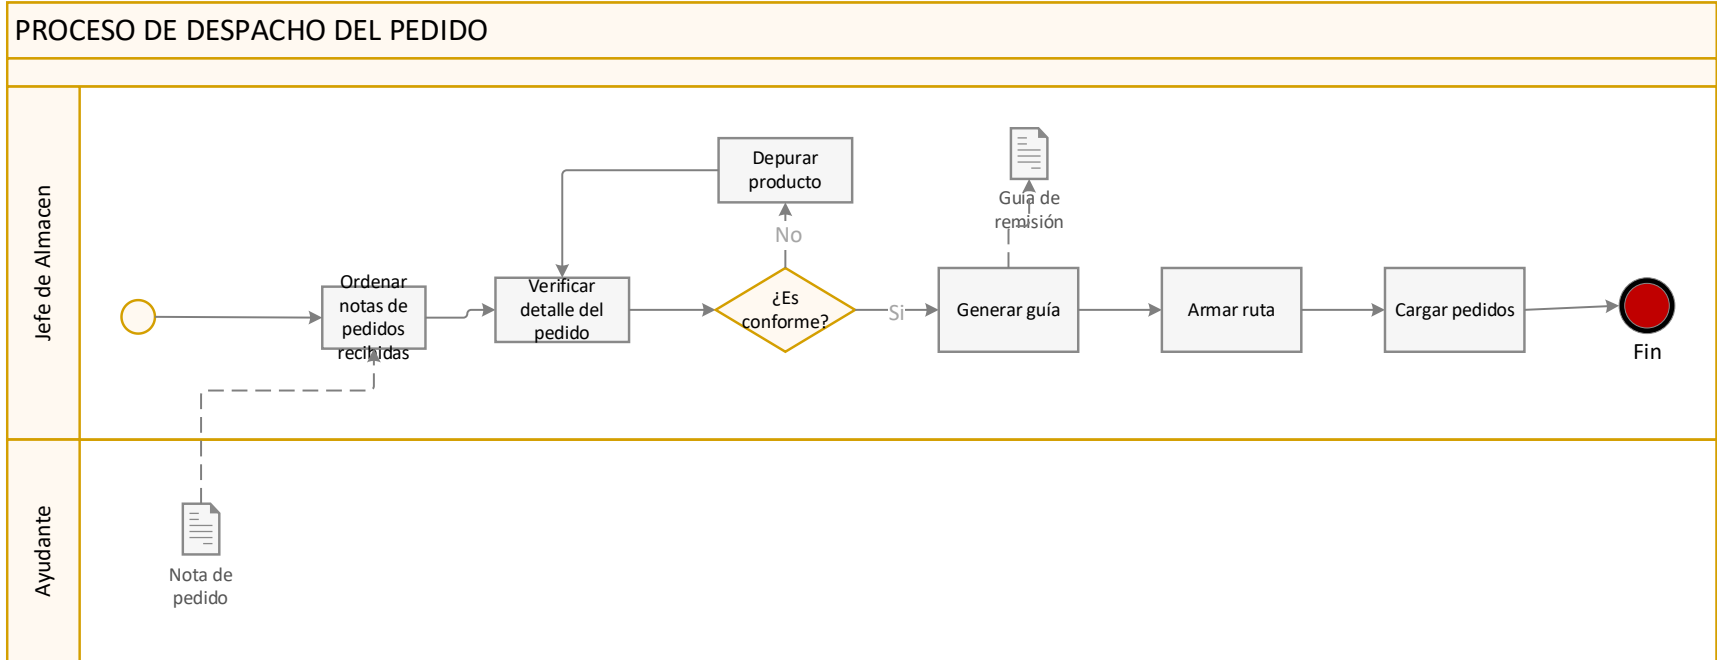 PROCESO DE DESPACHO DEL PEDIDO
Jefe de Almacen
Ordenar
notas de
pedidos
recibidas
Verificar
detalle del
pedido
Depurar
producto
No
¿Es
conforme?
Si
Guía de
remisión
Generar guía
Armar ruta
Cargar pedidos
Fin
Ayudante
Nota de
pedido